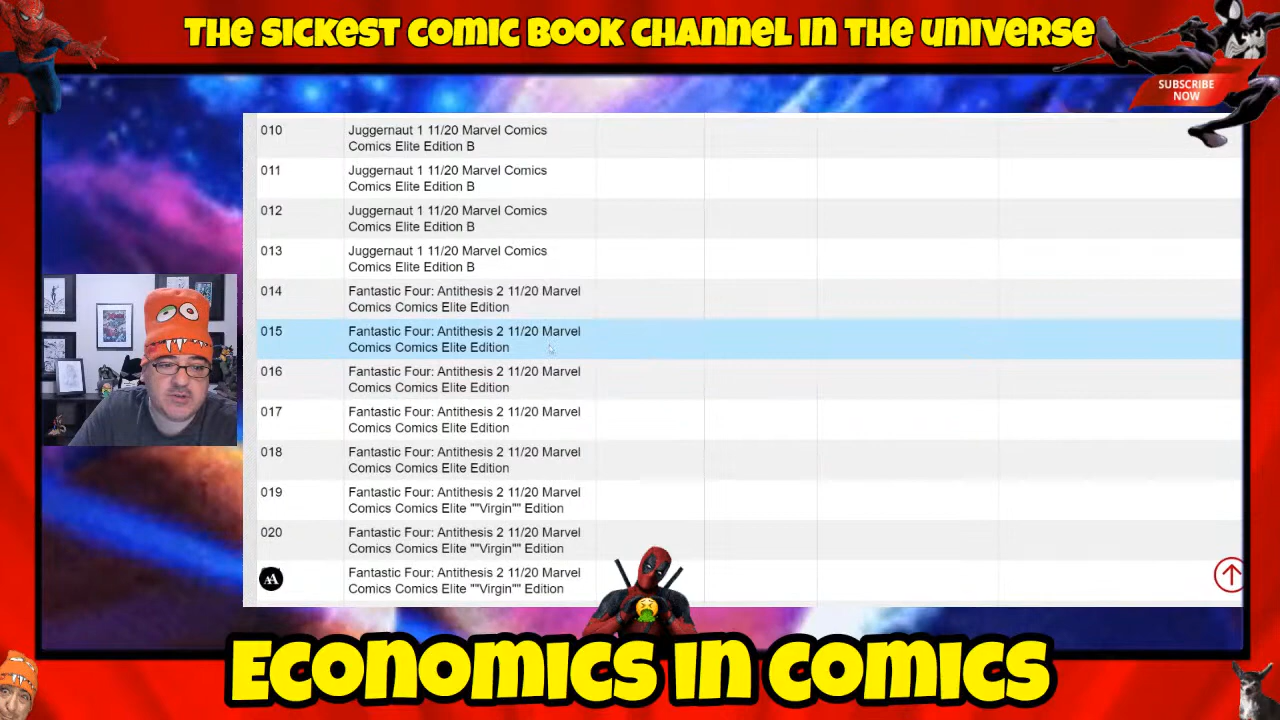 THE SICKEST COMIC BOOK CHANNEL IN THE UNIVERSE
SUBSCRIBE
NOW
010 Juggernaut 1 11/20 Marvel Comics
Comics Elite Edition B
011 Juggernaut 1 11/20 Marvel Comics
Comics Elite Edition B
012 Juggernaut 1 11/20 Marvel Comics
Comics Elite Edition B
013 Juggernaut 1 11/20 Marvel Comics
Comics Elite Edition B
014 Fantastic Four: Antithesis 2 11/20 Marvel
Comics Comics Elite Edition
015 Fantastic Four: Antithesis 2 11/20 Marvel
Comics Comics Elite Edition
016 Fantastic Four: Antithesis 2 11/20 Marvel
Comics Comics Elite Edition
017 Fantastic Four: Antithesis 2 11/20 Marvel
Comics Comics Elite Edition
018 Fantastic Four: Antithesis 2 11/20 Marvel
Comics Comics Elite Edition
019 Fantastic Four: Antithesis 2 11/20 Marvel
Comics Comics Elite ""Virgin"" Edition
020 Fantastic Four: Antithesis 2 11/20 Marvel
Comics Comics Elite ""Virgin"" Edition
AA Fantastic Four: Antithesis 2 11/20 Marvel
Comics Comics Elite ""Virgin"" Edition
ECONOMICS IN COMICS